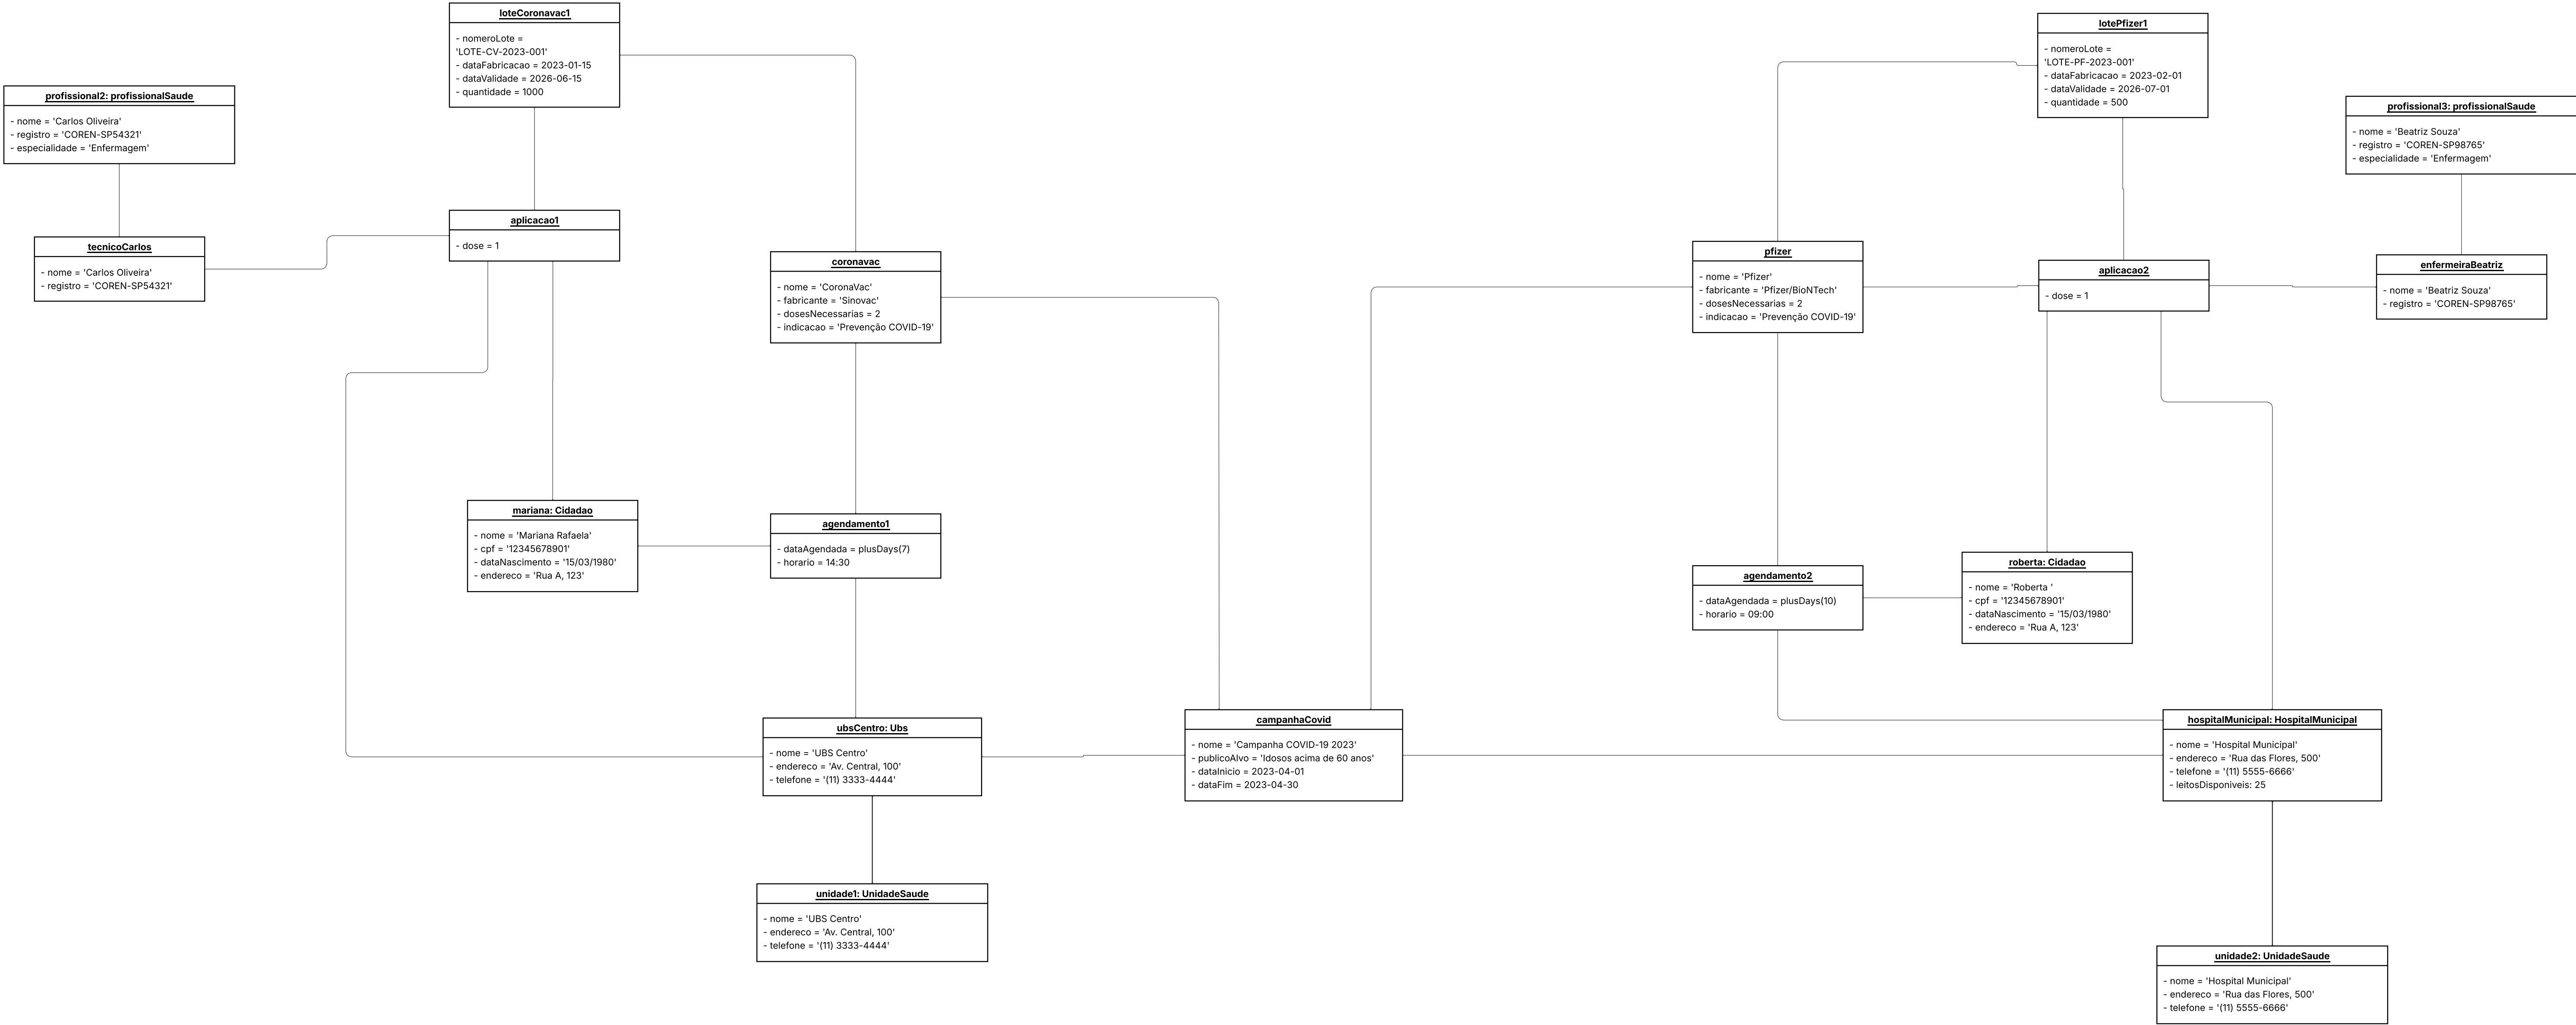 loteCoronavac1
- nomeroLote =
'LOTE-CV-2023-001'
- dataFabricacao = 2023-01-15
- dataValidade = 2026-06-15
- quantidade = 1000
lotePfizer1
- nomeroLote =
'LOTE-PF-2023-001'
- dataFabricacao = 2023-02-01
- dataValidade = 2026-07-01
- quantidade = 500
profissional2: profissionalSaude
- nome = 'Carlos Oliveira'
- registro = 'COREN-SP54321'
- especialidade = 'Enfermagem'
profissional3: profissionalSaude
- nome = 'Beatriz Souza'
- registro = 'COREN-SP98765'
- especialidade = 'Enfermagem'
tecnicoCarlos
- nome = 'Carlos Oliveira'
- registro = 'COREN-SP54321'
aplicacao1
- dose = 1
coronavac
- nome = 'CoronaVac'
- fabricante = 'Sinovac'
- dosesNecessarias = 2
- indicacao = 'Prevenção COVID-19'
pfizer
- nome = 'Pfizer'
- fabricante = 'Pfizer/BioNTech'
- dosesNecessarias = 2
- indicacao = 'Prevenção COVID-19'
aplicacao2
- dose = 1
enfermeiraBeatriz
- nome = 'Beatriz Souza'
- registro = 'COREN-SP98765'
mariana: Cidadao
- nome = 'Mariana Rafaela'
- cpf = '12345678901'
- dataNascimento = '15/03/1980'
- endereco = 'Rua A, 123'
agendamento1
- dataAgendada = plusDays(7)
- horario = 14:30
agendamento2
- dataAgendada = plusDays(10)
- horario = 09:00
roberta: Cidadao
- nome = 'Roberta '
- cpf = '12345678901'
- dataNascimento = '15/03/1980'
- endereco = 'Rua A, 123'
ubsCentro: Ubs
- nome = 'UBS Centro'
- endereco = 'Av. Central, 100'
- telefone = '(11) 3333-4444'
campanhaCovid
- nome = 'Campanha COVID-19 2023'
- publicoAlvo = 'Idosos acima de 60 anos'
- dataInicio = 2023-04-01
- dataFim = 2023-04-30
hospitalMunicipal: HospitalMunicipal
- nome = 'Hospital Municipal'
- endereco = 'Rua das Flores, 500'
- telefone = '(11) 5555-6666'
- leitosDisponiveis: 25
unidade1: UnidadeSaude
- nome = 'UBS Centro'
- endereco = 'Av. Central, 100'
- telefone = '(11) 3333-4444'
unidade2: UnidadeSaude
- nome = 'Hospital Municipal'
- endereco = 'Rua das Flores, 500'
- telefone = '(11) 5555-6666'